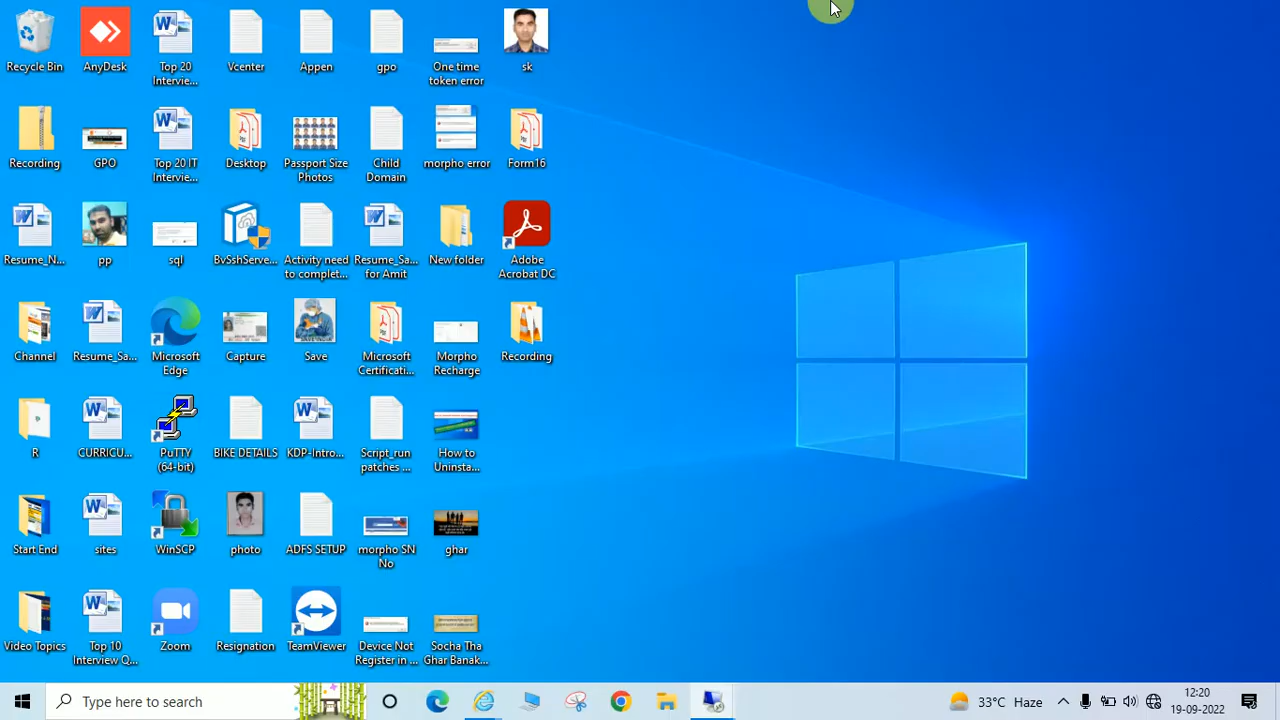 Recycle Bin
AnyDesk
Top 20
Intervie...
Vcenter
Appen
gpo
One time
token error
sk
Recording
GPO
Top 20 IT
Intervie...
Desktop
Passport Size
Photos
Child
Domain
morpho error
Form16
Resume_N...
pp
sql
BvSshServe...
Activity need
to complet...
Resume_Sa...
for Amit
New folder
Adobe
Acrobat DC
Channel
Resume_Sa...
Microsoft
Edge
Capture
Save
Microsoft
Certificati...
Morpho
Recharge
Recording
R
CURRICU...
PuTTY
(64-bit)
BIKE DETAILS
KDP-Intro...
Script_run
patches ...
How to
Uninsta...
Start End
sites
WinSCP
photo
ADFS SETUP
morpho SN
No
ghar
Video Topics
Top 10
Interview Q...
Zoom
Resignation
TeamViewer
Device Not
Register in ...
Socha Tha
Ghar Banak...
Type here to search
33°C Haze
12:20
19-09-2022